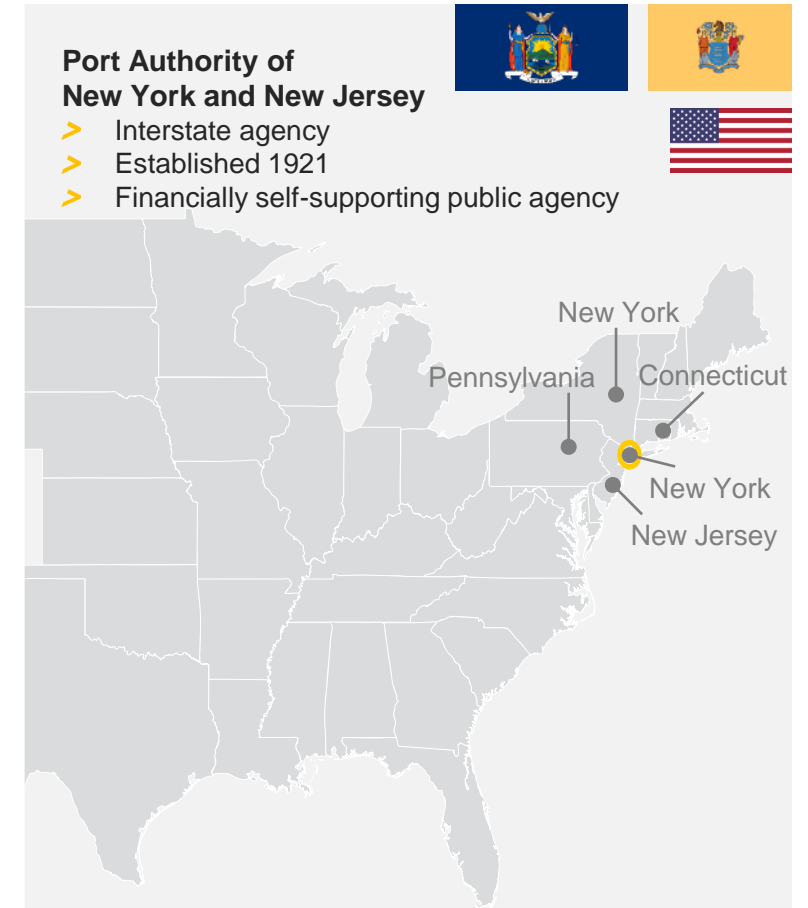 Port Authority of
New York and New Jersey
> Interstate agency
> Established 1921
> Financially self-supporting public agency
New York
Pennsylvania
Connecticut
New York
New Jersey